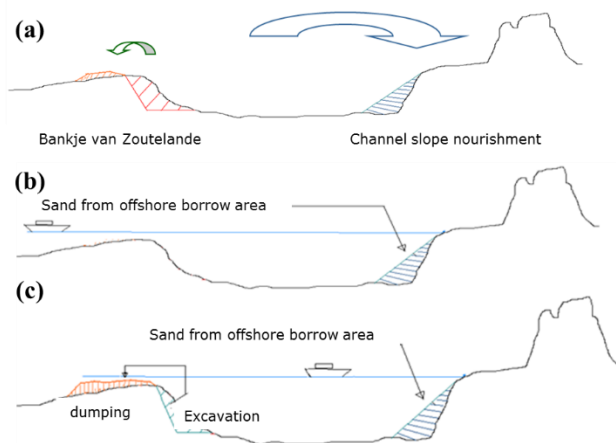 (a)
Bankje van Zoutelande
Channel slope nourishment
(b)
Sand from offshore borrow area
(c)
Sand from offshore borrow area
dumping
Excavation